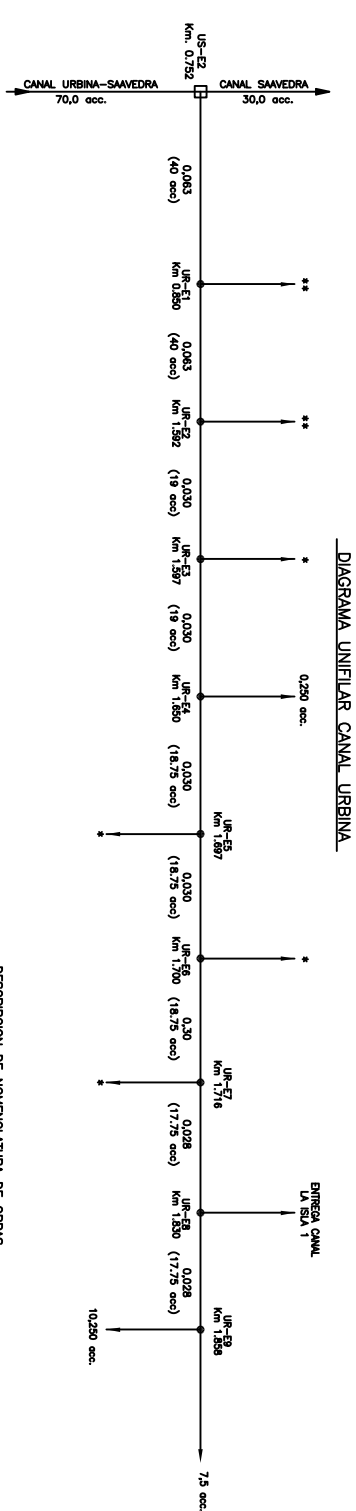 DIAGRAMA UNIFILAR CANAL URBINA
US-E2
Km. 0.752
CANAL URBINA-SAAVEDRA
70,0 acc.
CANAL SAAVEDRA
30,0 acc.
0,063
(40 acc)
**
UR-E1
Km 0.850
0,063
(40 acc)
**
UR-E2
Km 1.592
0,030
(19 acc)
*
UR-E3
Km 1.597
0,030
(19 acc)
0,250 acc.
UR-E4
Km 1.650
0,030
(18.75 acc)
UR-E5
Km 1.697
*
0,030
(18.75 acc)
*
UR-E6
Km 1.700
0,30
(18.75 acc)
UR-E7
Km 1.716
*
0,028
(17.75 acc)
ENTREGA CANAL
LA ISLA 1
UR-E8
Km 1.830
0,028
(17.75 acc)
UR-E9
Km 1.858
10,250 acc.
7,5 acc.
DESCRIPCION DE NOMENCLATURA DE OBRAS